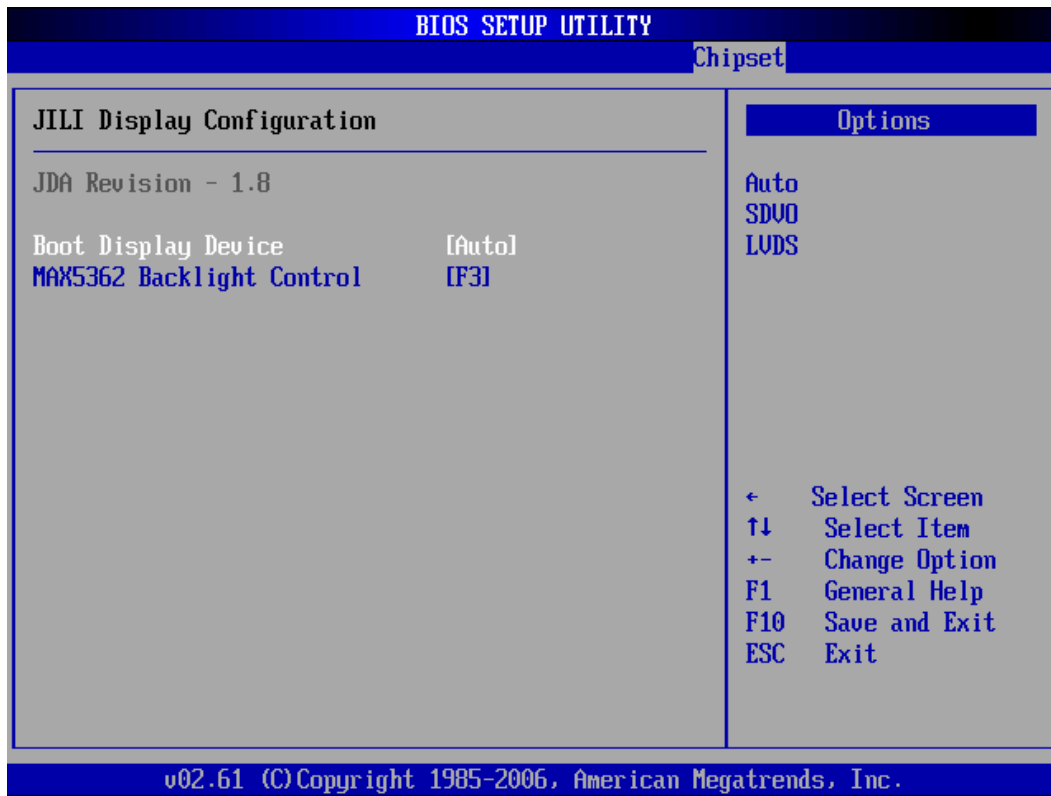 BIOS SETUP UTILITY
Chipset
JILI Display Configuration
JDA Revision - 1.8
Boot Display Device [Auto]
MAX5362 Backlight Control [F3]
Options
Auto
SDVO
LVDS
← Select Screen
↑↓ Select Item
+- Change Option
F1 General Help
F10 Save and Exit
ESC Exit
v02.61 (C)Copyright 1985-2006, American Megatrends, Inc.